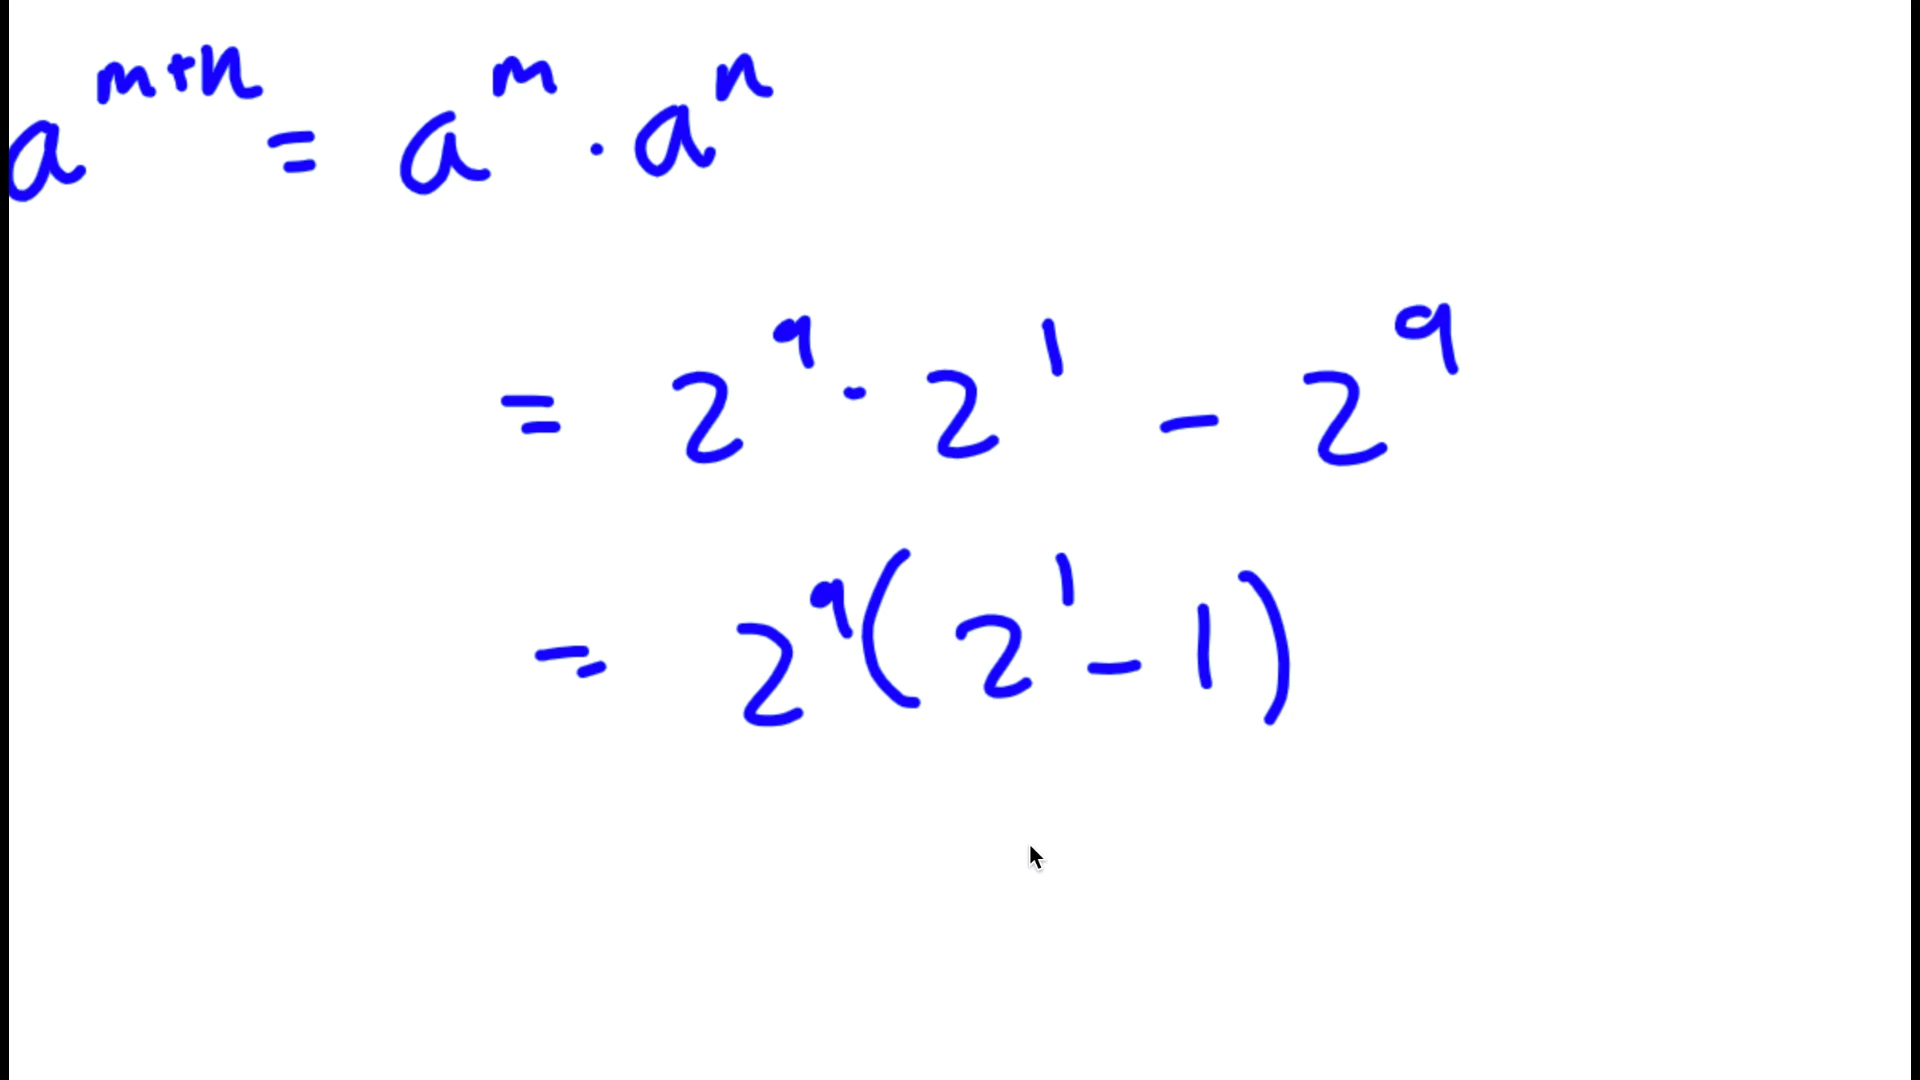 a^{m+n} = a^m · a^n
= 2^9 · 2^1 - 2^9
= 2^9 (2^1 - 1)